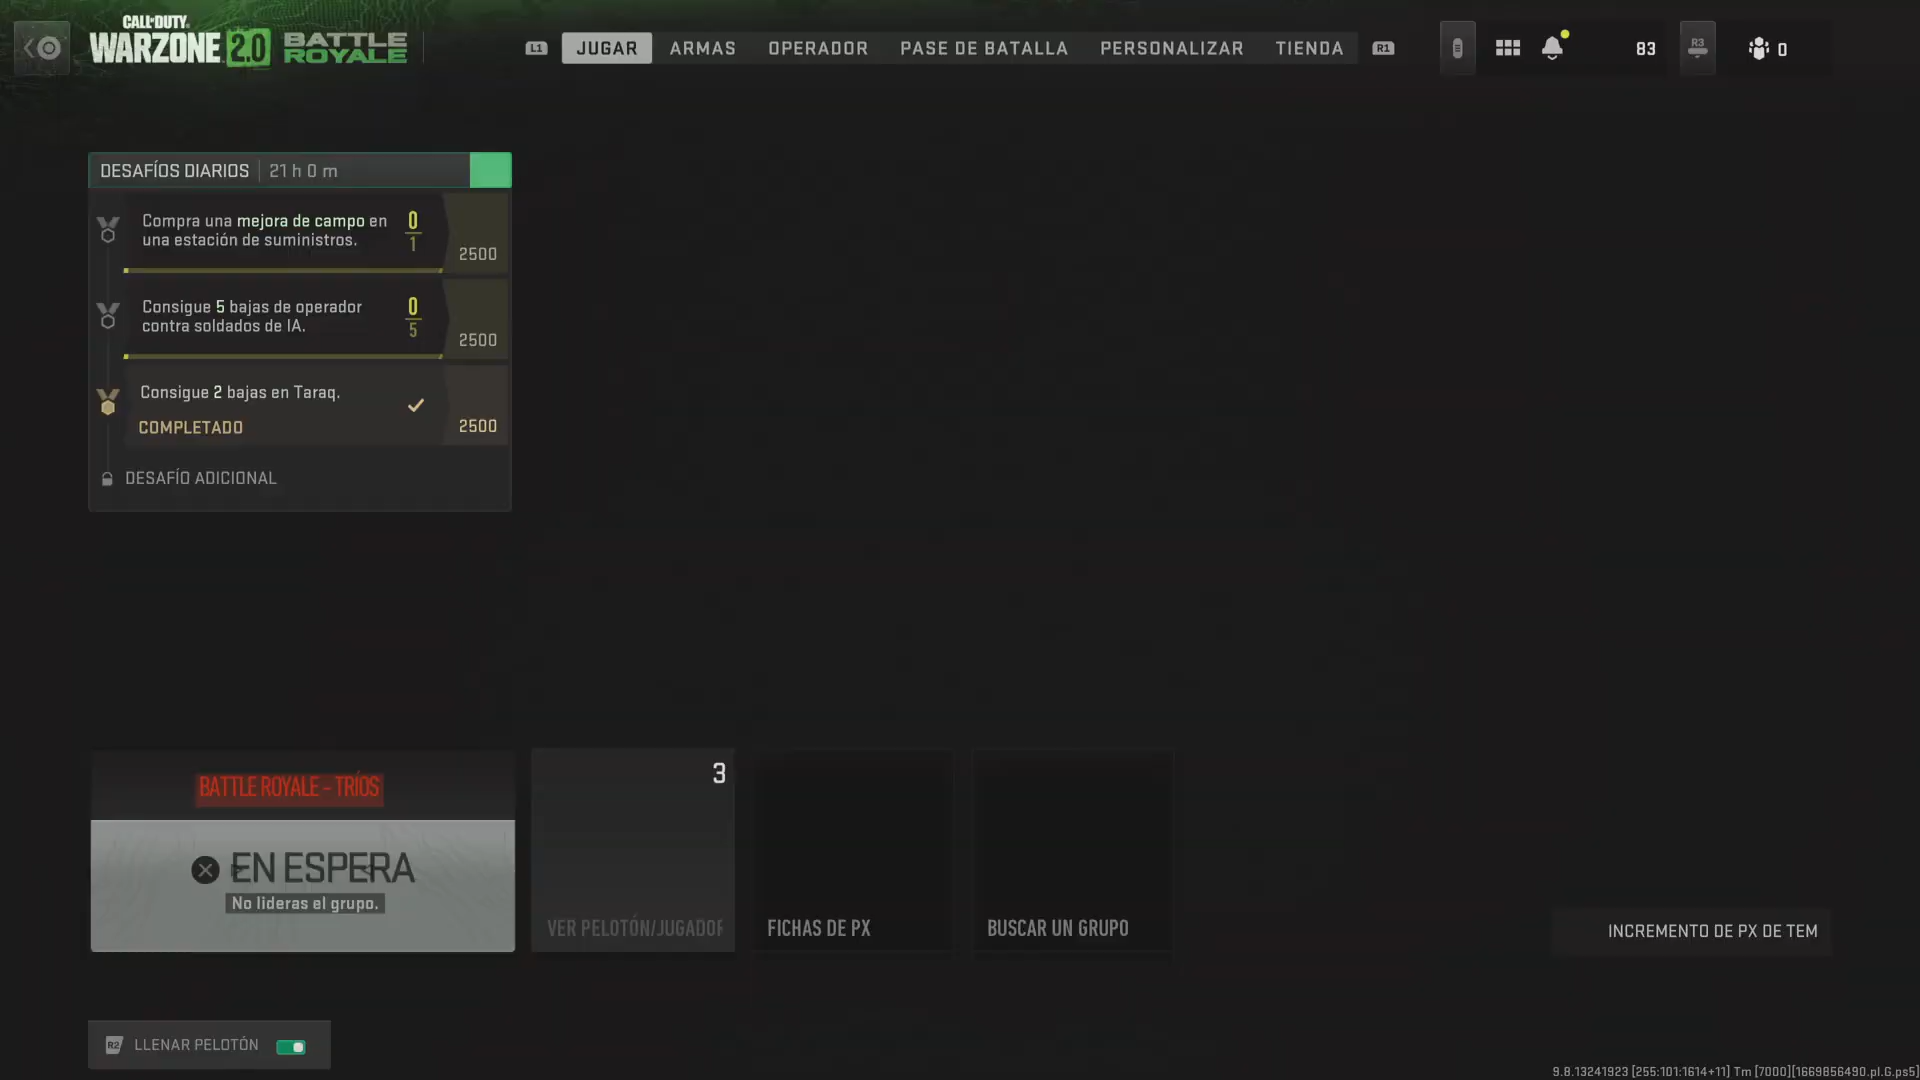 CALL OF DUTY
WARZONE 2.0 BATTLE ROYALE
L1 JUGAR ARMAS OPERADOR PASE DE BATALLA PERSONALIZAR TIENDA R1
83 R3 0
DESAFÍOS DIARIOS 21 h 0 m
Compra una mejora de campo en
una estación de suministros.
0
1
2500
Consigue 5 bajas de operador
contra soldados de IA.
0
5
2500
Consigue 2 bajas en Taraq.
COMPLETADO
2500
DESAFÍO ADICIONAL
BATTLE ROYALE - TRÍOS
EN ESPERA
No lideras el grupo.
3
VER PELOTÓN/JUGADOR
FICHAS DE PX
BUSCAR UN GRUPO
INCREMENTO DE PX DE TEM
R2 LLENAR PELOTÓN
9.8.13241923 [255:101:1614+11] Tm [7000][1669856490.pl.G.ps5]